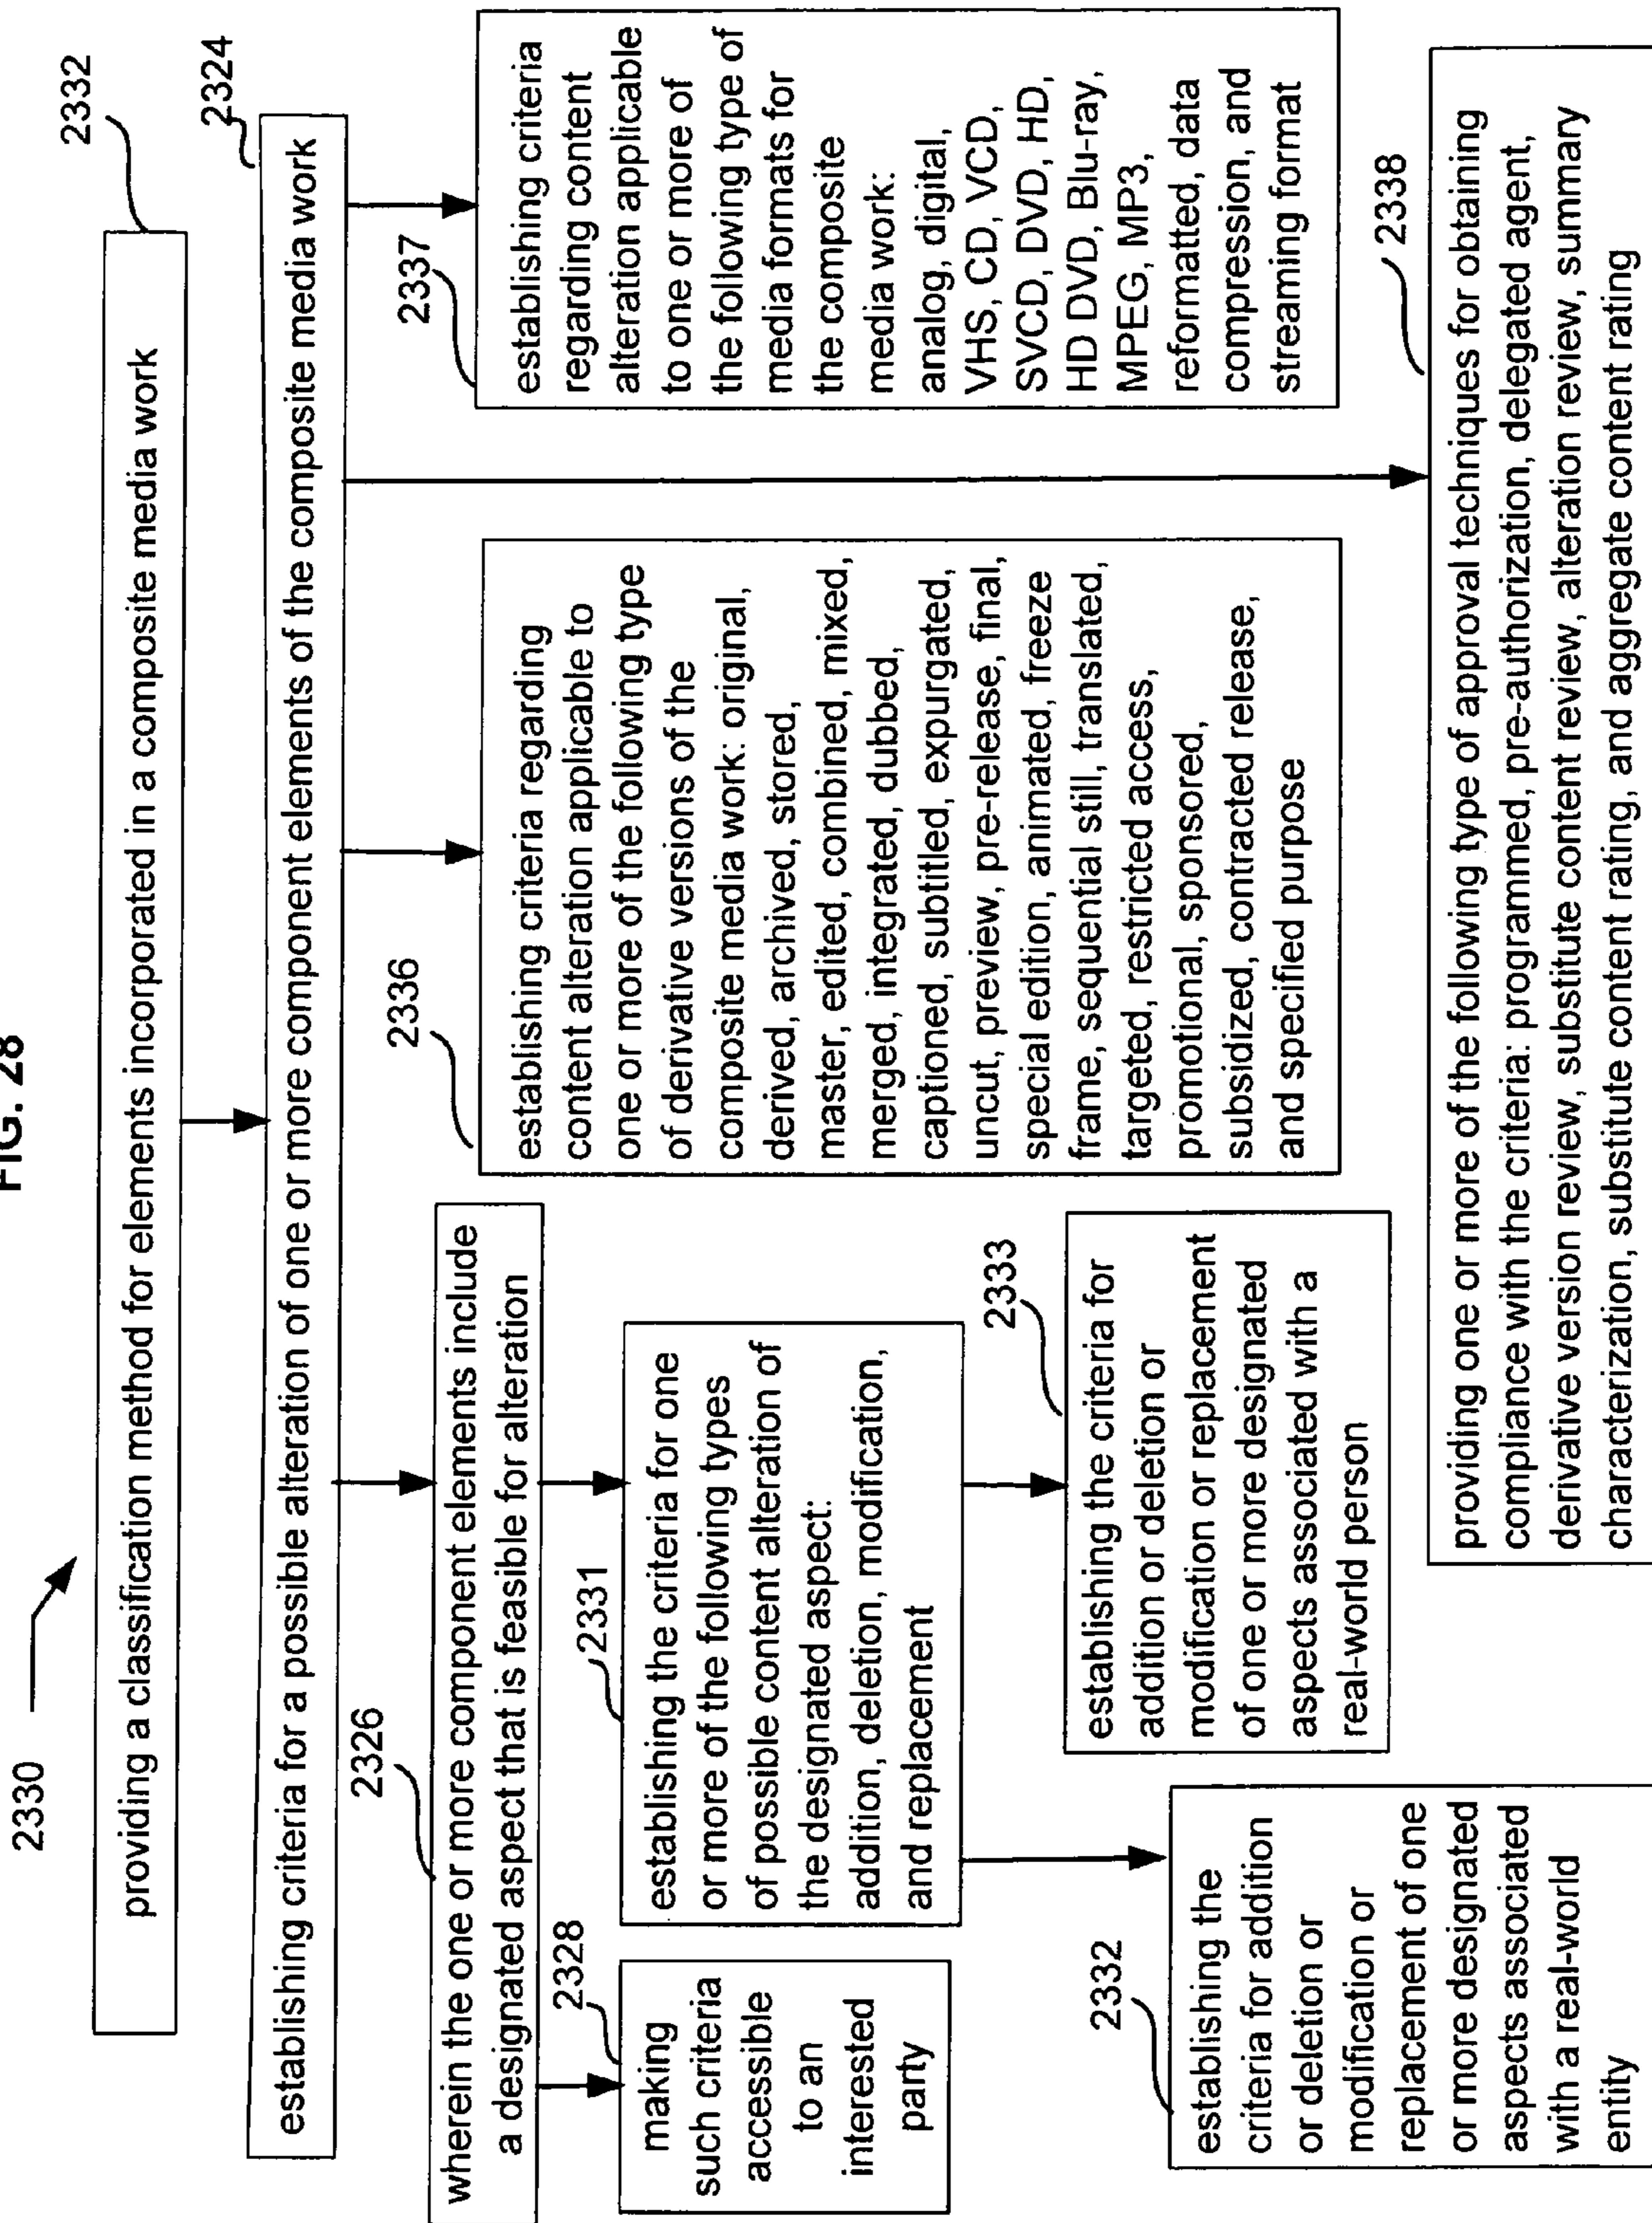 FIG. 28
2330
2332
providing a classification method for elements incorporated in a composite media work
2324
establishing criteria for a possible alteration of one or more component elements of the composite media work
2326
wherein the one or more component elements include
a designated aspect that is feasible for alteration
2328
making
such criteria
accessible
to an
interested
party
2331
establishing the criteria for one
or more of the following types
of possible content alteration of
the designated aspect:
addition, deletion, modification,
and replacement
2332
establishing the
criteria for addition
or deletion or
modification or
replacement of one
or more designated
aspects associated
with a real-world
entity
2333
establishing the criteria for
addition or deletion or
modification or replacement
of one or more designated
aspects associated with a
real-world person
2336
establishing criteria regarding
content alteration applicable to
one or more of the following type
of derivative versions of the
composite media work: original,
derived, archived, stored,
master, edited, combined, mixed,
merged, integrated, dubbed,
captioned, subtitled, expurgated,
uncut, preview, pre-release, final,
special edition, animated, freeze
frame, sequential still, translated,
targeted, restricted access,
promotional, sponsored,
subsidized, contracted release,
and specified purpose
2337
establishing criteria
regarding content
alteration applicable
to one or more of
the following type of
media formats for
the composite
media work:
analog, digital,
VHS, CD, VCD,
SVCD, DVD, HD,
HD DVD, Blu-ray,
MPEG, MP3,
reformatted, data
compression, and
streaming format
2338
providing one or more of the following type of approval techniques for obtaining
compliance with the criteria: programmed, pre-authorization, delegated agent,
derivative version review, substitute content review, alteration review, summary
characterization, substitute content rating, and aggregate content rating